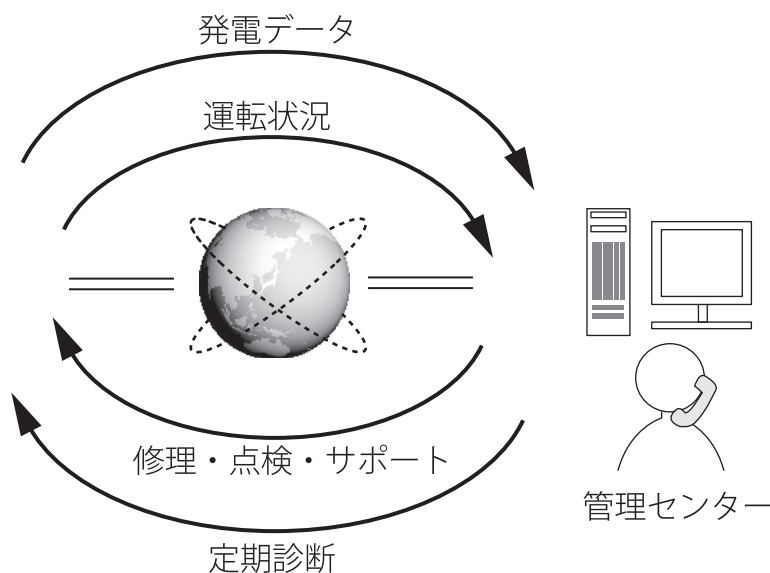 発電データ
運転状況
修理・点検・サポート
管理センター
定期診断